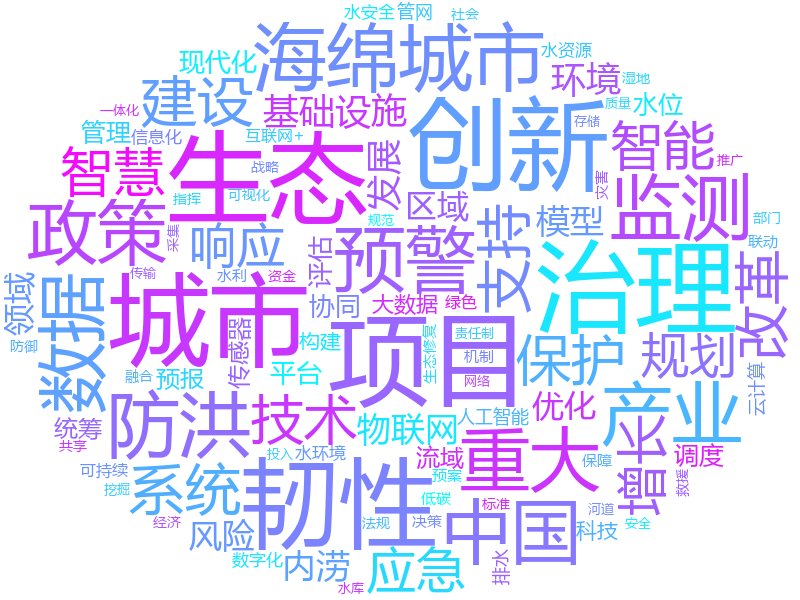 水安全
管网
社会
海绵城市
水资源
现代化
环境
湿地
建设
基础设施
创新
质量
水位
一体化
管理
信息化
互联网+
存储
智能
智慧
生态
发展
战略
推广
灾害
指挥
可视化
区域
监测
政策
采集
响应
规范
预警
支持
模型
部门
联动
评估
治理
改革
领域
数据
传输
水利
资金
城市
协同
大数据
绿色
项目
防御
传感器
构建
生态修复
责任制
机制
网络
保护
规划
融合
预报
平台
云计算
防洪
技术
物联网
人工智能
优化
产业
统筹
共享
可持续
投入
水环境
流域
预案
重大
保障
增长
调度
救援
挖掘
系统
韧性
低碳
标准
中国
河道
经济
风险
法规
决策
科技
安全
数字化
内涝
应急
排水
水库